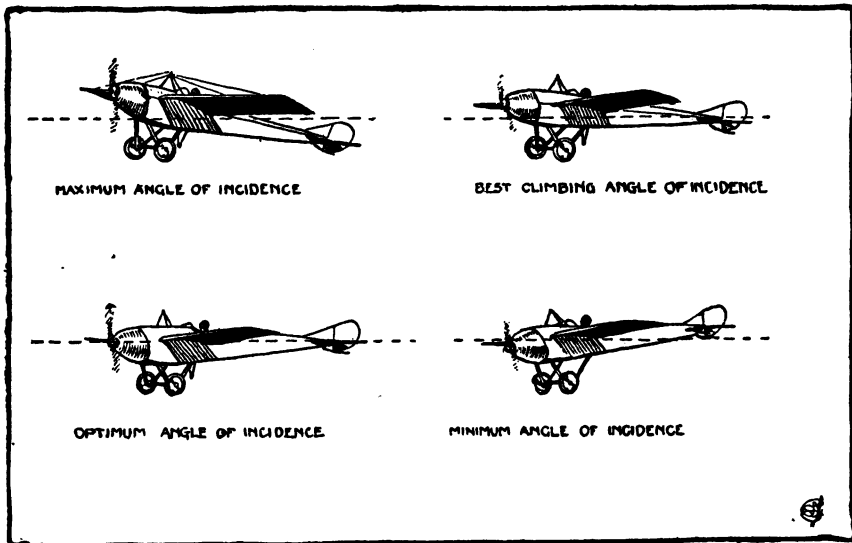 MAXIMUM ANGLE OF INCIDENCE
BEST CLIMBING ANGLE OF INCIDENCE
OPTIMUM ANGLE OF INCIDENCE
MINIMUM ANGLE OF INCIDENCE